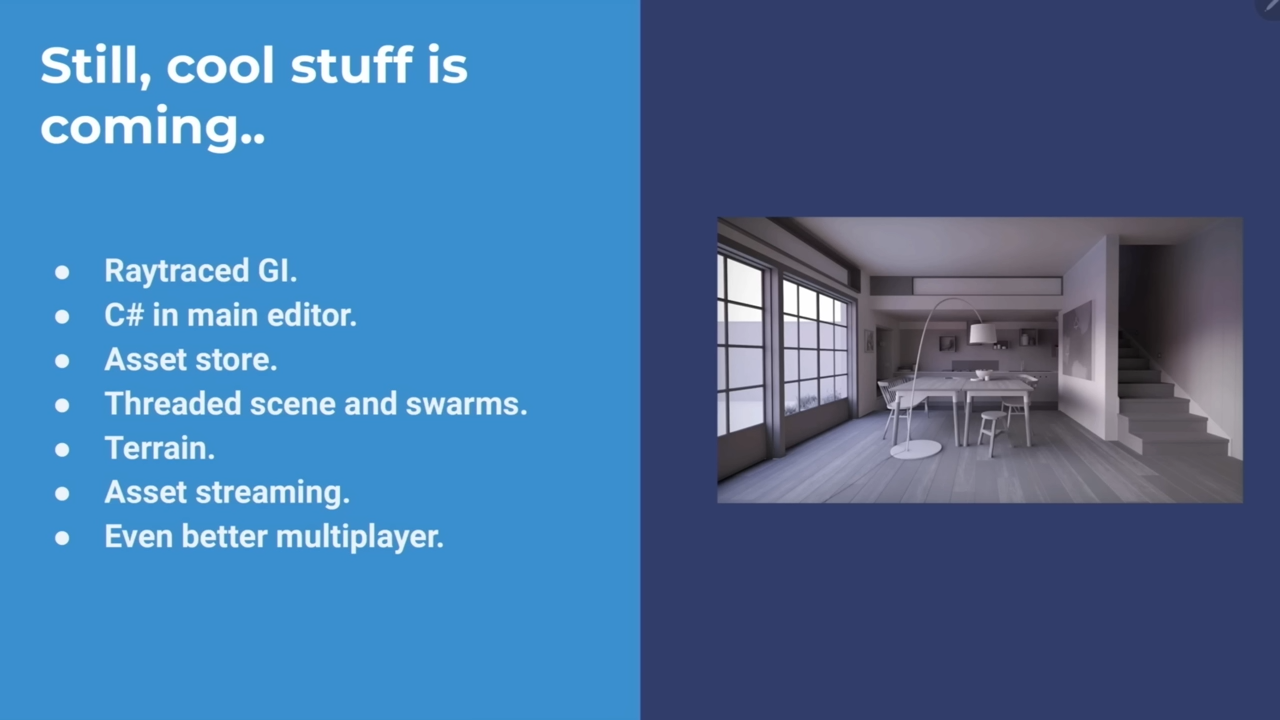 Still, cool stuff is
coming..
● Raytraced GI.
● C# in main editor.
● Asset store.
● Threaded scene and swarms.
● Terrain.
● Asset streaming.
● Even better multiplayer.